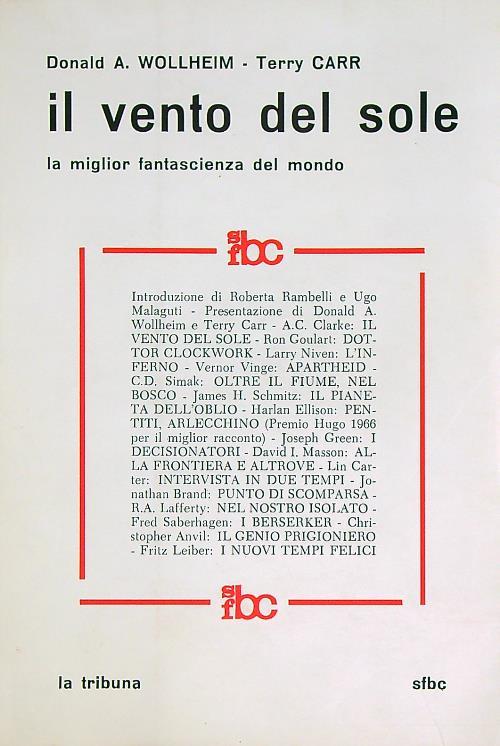 Donald A. WOLLHEIM - Terry CARR
il vento del sole
la miglior fantascienza del mondo
sfbc
Introduzione di Roberta Rambelli e Ugo
Malaguti - Presentazione di Donald A.
Wollheim e Terry Carr - A.C. Clarke: IL
VENTO DEL SOLE - Ron Goulart: DOT-
TOR CLOCKWORK - Larry Niven: L'IN-
FERNO - Vernor Vinge: APARTHEID -
C.D. Simak: OLTRE IL FIUME, NEL
BOSCO - James H. Schmitz: IL PIANE-
TA DELL'OBLIO - Harlan Ellison: PEN-
TITI, ARLECCHINO (Premio Hugo 1966
per il miglior racconto) - Joseph Green: I
DECISIONATORI - David I. Masson: AL-
LA FRONTIERA E ALTROVE - Lin Car-
ter: INTERVISTA IN DUE TEMPI - Jo-
nathan Brand: PUNTO DI SCOMPARSA -
R.A. Lafferty: NEL NOSTRO ISOLATO -
Fred Saberhagen: I BERSERKER - Chri-
stopher Anvil: IL GENIO PRIGIONIERO
- Fritz Leiber: I NUOVI TEMPI FELICI
sfbc
la tribuna sfbc